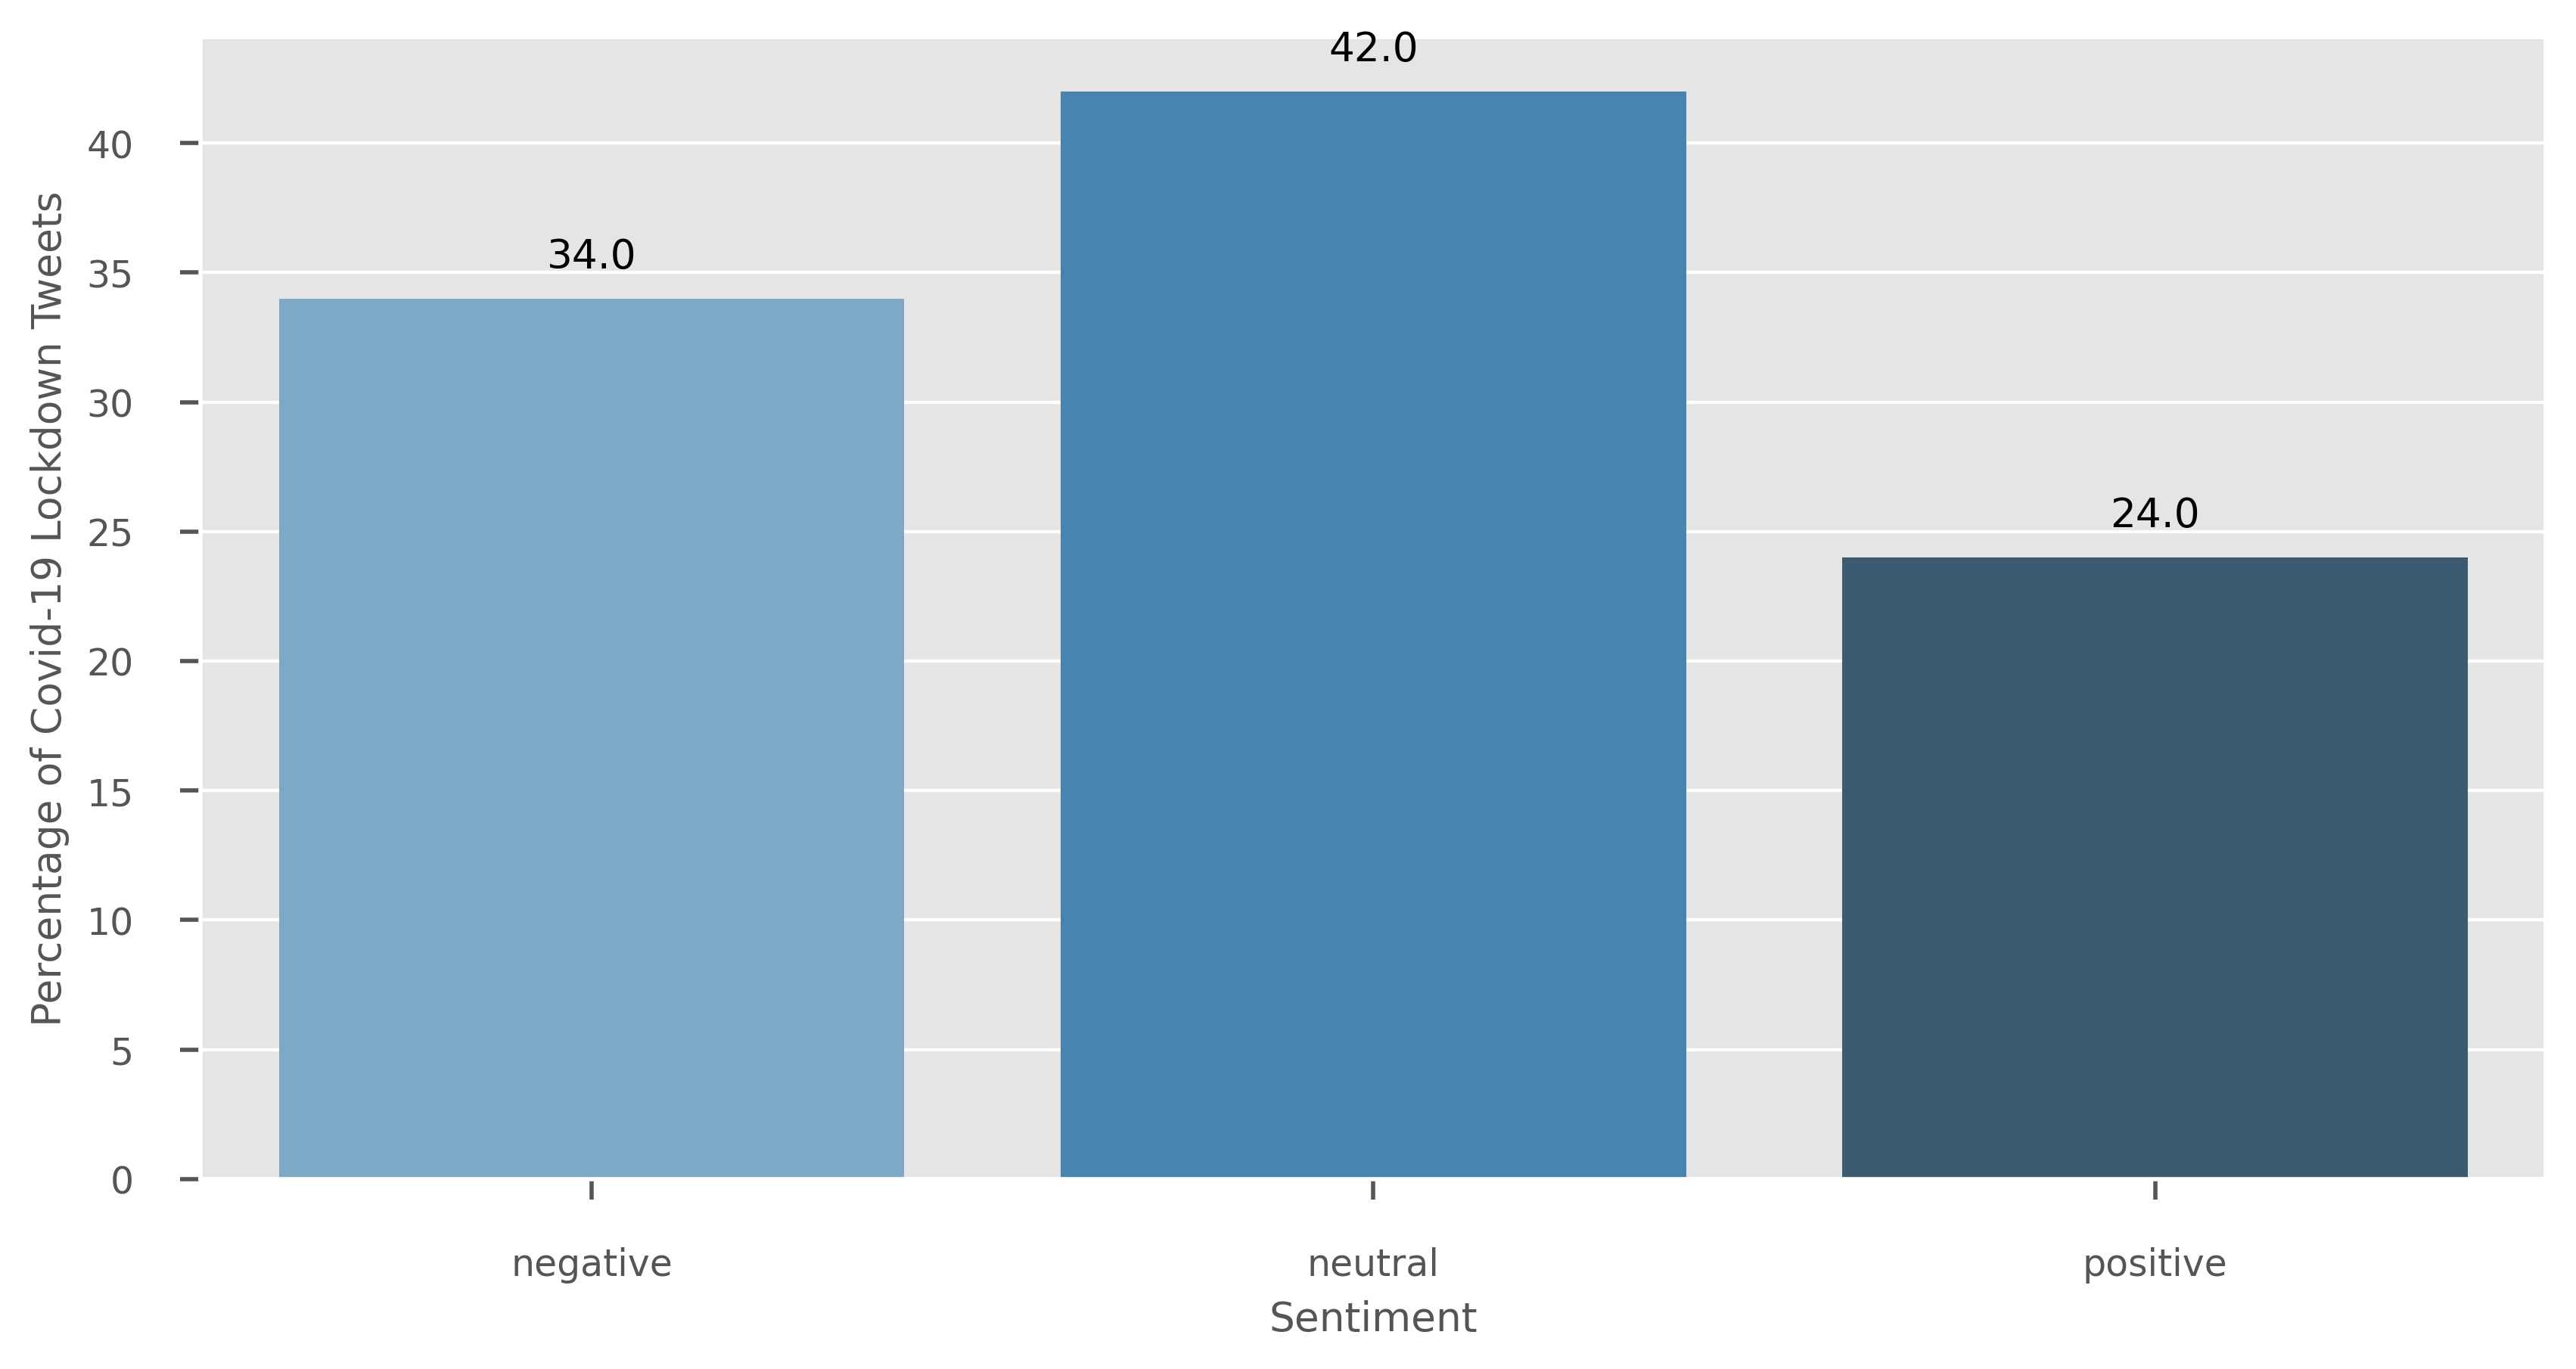 Percentage of Covid-19 Lockdown Tweets
40
35
30
25
20
15
10
5
0
34.0
42.0
24.0
negative
neutral
positive
Sentiment